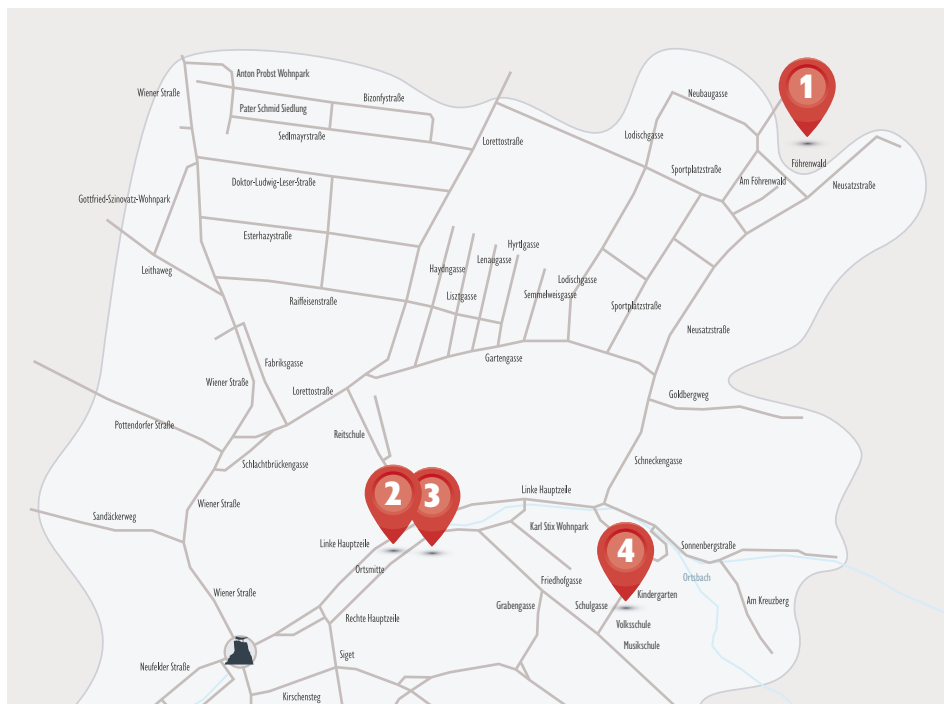 Anton Probst Wohnpark
Wiener Straße
Bizonfystraße
Neubaugasse
1
Pater Schmid Siedlung
Sedlmayrstraße
Lorettostraße
Lodischgasse
Föhrenwald
Sportplatzstraße
Am Föhrenwald
Neusatzstraße
Doktor-Ludwig-Leser-Straße
Gottfried-Szinovatz-Wohnpark
Esterhazystraße
Hyrtlgasse
Lenaugasse
Haydngasse
Leithaweg
Lodischgasse
Lisztgasse
Semmelweisgasse
Raiffeisenstraße
Sportplatzstraße
Neusatzstraße
Gartengasse
Fabriksgasse
Wiener Straße
Lorettostraße
Goldbergweg
Pottendorfer Straße
Reitschule
Schlachtbrückengasse
Schneckengasse
2
3
Linke Hauptzeile
Wiener Straße
Sandäckerweg
Karl Stix Wohnpark
Linke Hauptzeile
4
Sonnenbergstraße
Ortsmitte
Ortsbach
Friedhofgasse
Wiener Straße
Kindergarten
Am Kreuzberg
Grabengasse
Schulgasse
Rechte Hauptzeile
Volksschule
Musikschule
Siget
Neufelder Straße
Kirschensteg